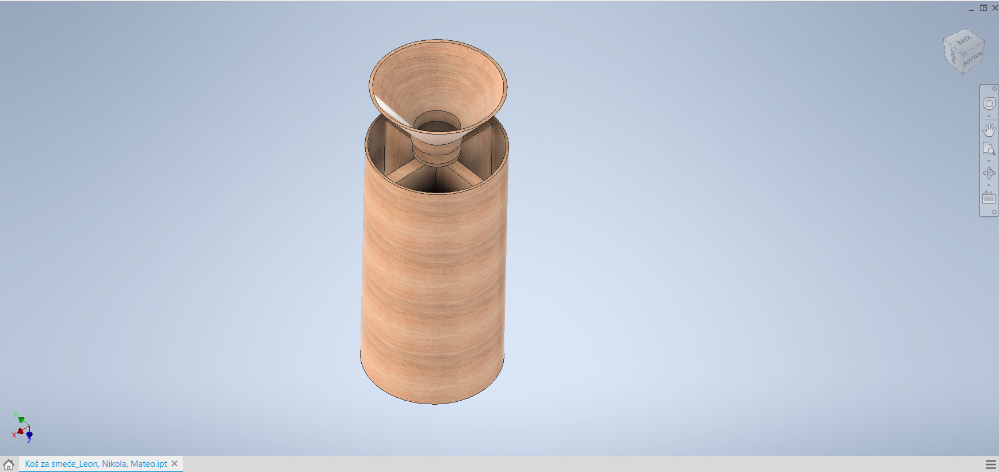 BACK
RIGHT
BOTTOM
Y
X
Z
Koš za smeće_Leon, Nikola, Mateo.ipt